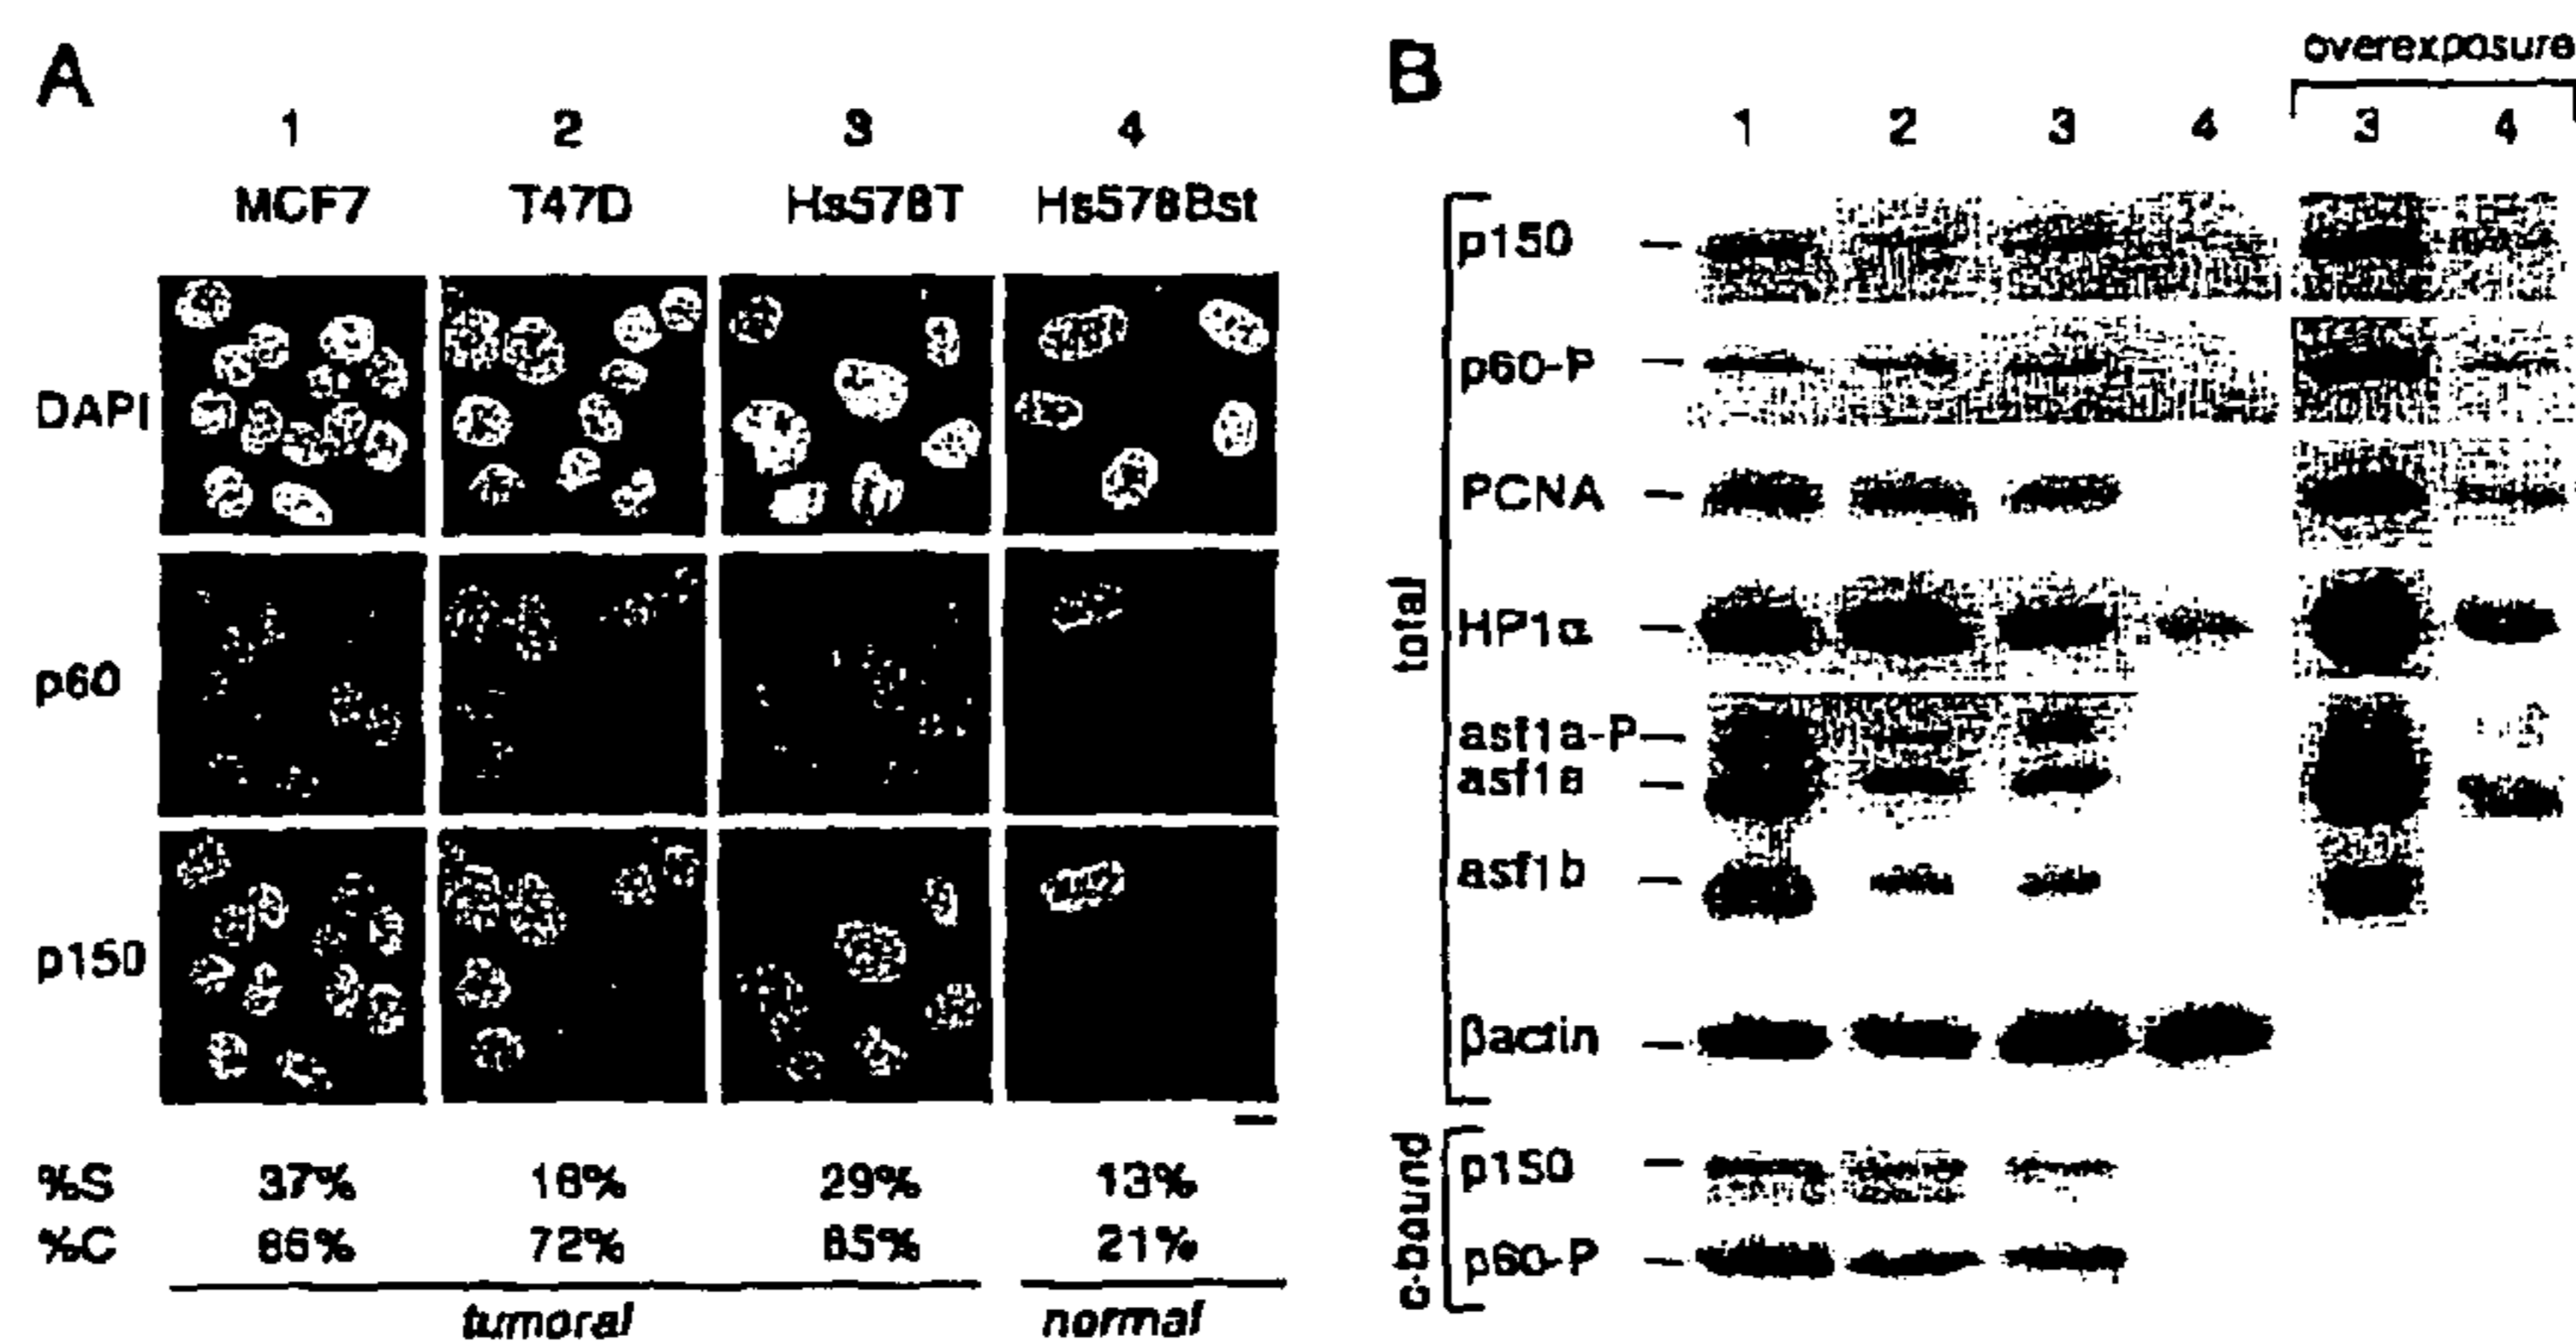 A
1 2 3 4
MCF7 T47D Hs578T Hs578Bst
DAPI
p60
p150
%S 37% 18% 29% 13%
%C 86% 72% 85% 21%
tumoral normal
B
overexposure
1 2 3 4 3 4
total
p150
p60-P
PCNA
HP1α
asf1a-P
asf1a
asf1b
βactin
c-bound
p150
p60-P